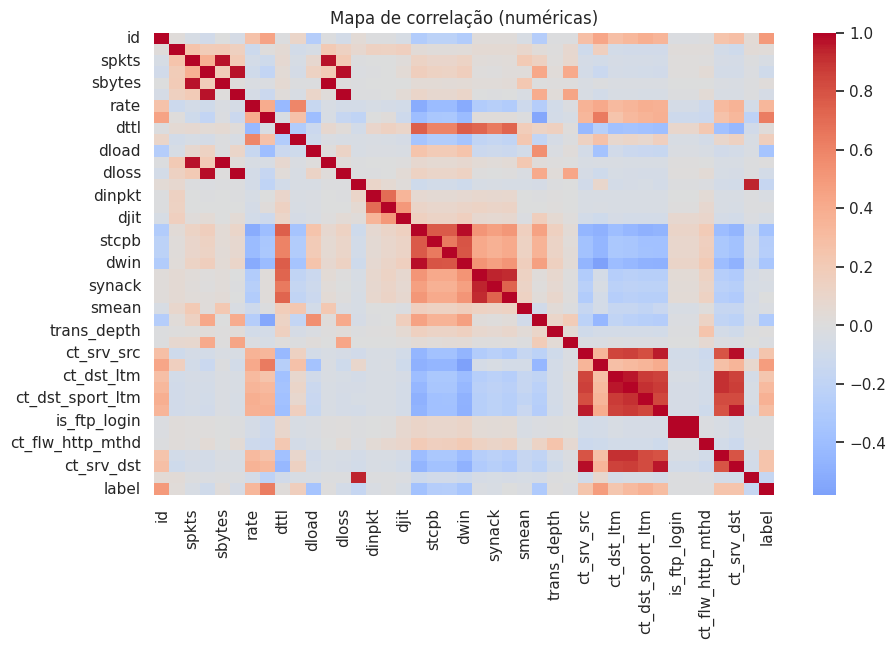 Mapa de correlação (numéricas)
id
spkts
sbytes
rate
dttl
dload
dloss
dinpkt
djit
stcpb
dwin
synack
smean
trans_depth
ct_srv_src
ct_dst_ltm
ct_dst_sport_ltm
is_ftp_login
ct_flw_http_mthd
ct_srv_dst
label
id
spkts
sbytes
rate
dttl
dload
dloss
dinpkt
djit
stcpb
dwin
synack
smean
trans_depth
ct_srv_src
ct_dst_ltm
ct_dst_sport_ltm
is_ftp_login
ct_flw_http_mthd
ct_srv_dst
label
1.0
0.8
0.6
0.4
0.2
0.0
−0.2
−0.4